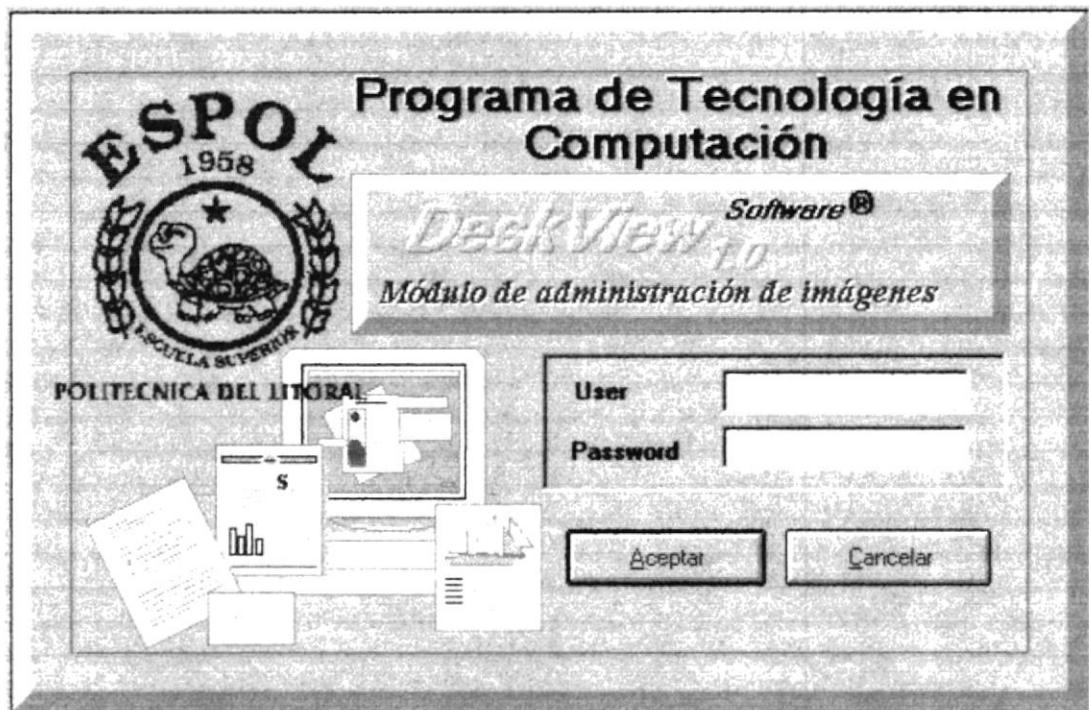 ESPOL
1958
ESCUELA SUPERIOR
POLITECNICA DEL LITORAL
Programa de Tecnología en
Computación
DeskView 1.0 Software®
Módulo de administración de imágenes
S
User
Password
Aceptar
Cancelar